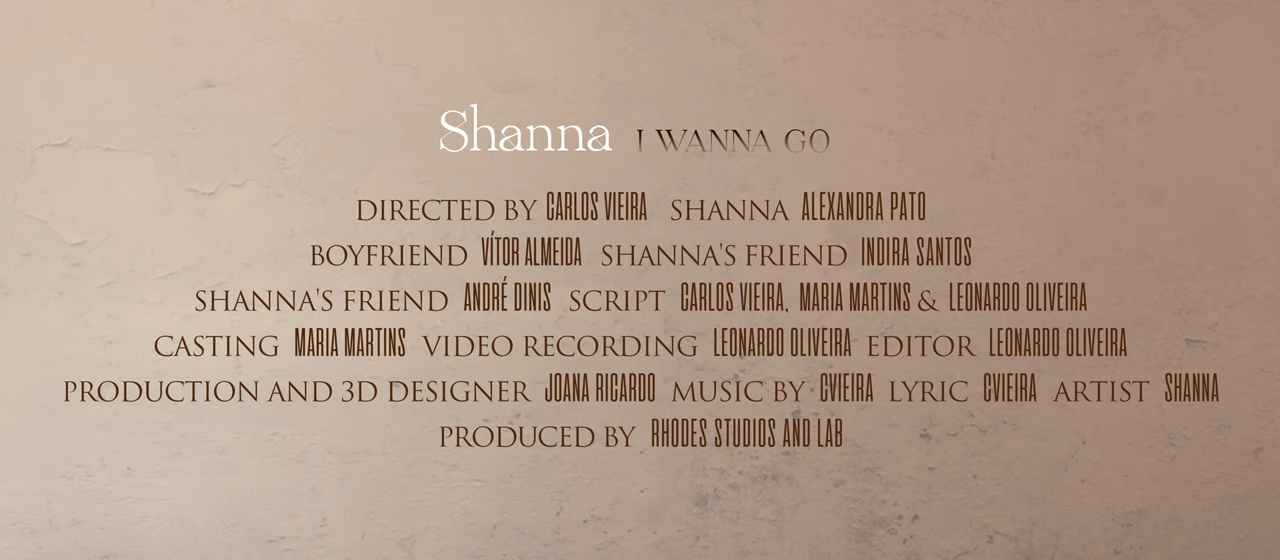 Shanna I WANNA GO
DIRECTED BY CARLOS VIEIRA SHANNA ALEXANDRA PATO
BOYFRIEND VÍTOR ALMEIDA SHANNA'S FRIEND INDIRA SANTOS
SHANNA'S FRIEND ANDRÉ DINIS SCRIPT CARLOS VIEIRA, MARIA MARTINS & LEONARDO OLIVEIRA
CASTING MARIA MARTINS VIDEO RECORDING LEONARDO OLIVEIRA EDITOR LEONARDO OLIVEIRA
PRODUCTION AND 3D DESIGNER JOANA RICARDO MUSIC BY CVIEIRA LYRIC CVIEIRA ARTIST SHANNA
PRODUCED BY RHODES STUDIOS AND LAB